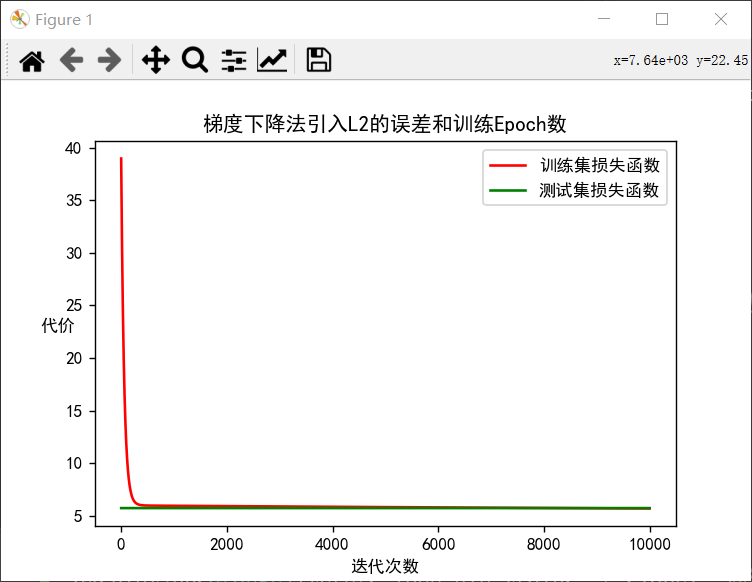 Figure 1
x=7.64e+03 y=22.45
梯度下降法引入L2的误差和训练Epoch数
训练集损失函数
测试集损失函数
40
35
30
25
代价
20
15
10
5
0
2000
4000
6000
8000
10000
迭代次数